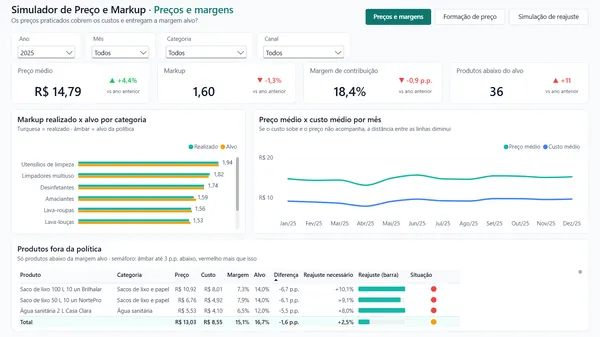 Simulador de Preço e Markup · Preços e margens
Os preços praticados cobrem os custos e entregam a margem alvo?
Preços e margens
Formação de preço
Simulação de reajuste
Ano
Mês
Categoria
Canal
2025
Todos
Todos
Todos
Preço médio
▲ +4,4%
R$ 14,79
vs ano anterior
Markup
▼ -1,3%
1,60
vs ano anterior
Margem de contribuição
▼ -0,9 p.p.
18,4%
vs ano anterior
Produtos abaixo do alvo
▲ +11
36
vs ano anterior
Markup realizado x alvo por categoria
Turquesa = realizado · âmbar = alvo da política
Realizado Alvo
Utensílios de limpeza 1,94
Limpadores multiuso 1,82
Desinfetantes 1,74
Amaciantes 1,59
Lava-roupas 1,56
Lava-louças 1,53
Preço médio x custo médio por mês
Se o custo sobe e o preço não acompanha, a distância entre as linhas diminui
Preço médio Custo médio
R$ 20
R$ 10
Jan/25 Fev/25 Mar/25 Abr/25 Mai/25 Jun/25 Jul/25 Ago/25 Set/25 Out/25 Nov/25 Dez/25
Produtos fora da política
Só produtos abaixo da margem alvo · semáforo: âmbar até 3 p.p. abaixo, vermelho mais que isso
Produto Categoria Preço Custo Margem Alvo Diferença Reajuste necessário Reajuste (barra) Situação
Saco de lixo 100 L 10 un Brilhalar Sacos de lixo e papel R$ 10,92 R$ 8,01 7,3% 14,0% -6,7 p.p. +10,1%
Saco de lixo 50 L 10 un NortePro Sacos de lixo e papel R$ 6,76 R$ 4,92 7,9% 14,0% -6,1 p.p. +9,1%
Água sanitária 2 L Casa Clara Água sanitária R$ 5,53 R$ 4,10 6,5% 12,0% -5,5 p.p. +8,0%
Total R$ 13,03 R$ 8,55 15,1% 16,7% -1,6 p.p. +2,5%